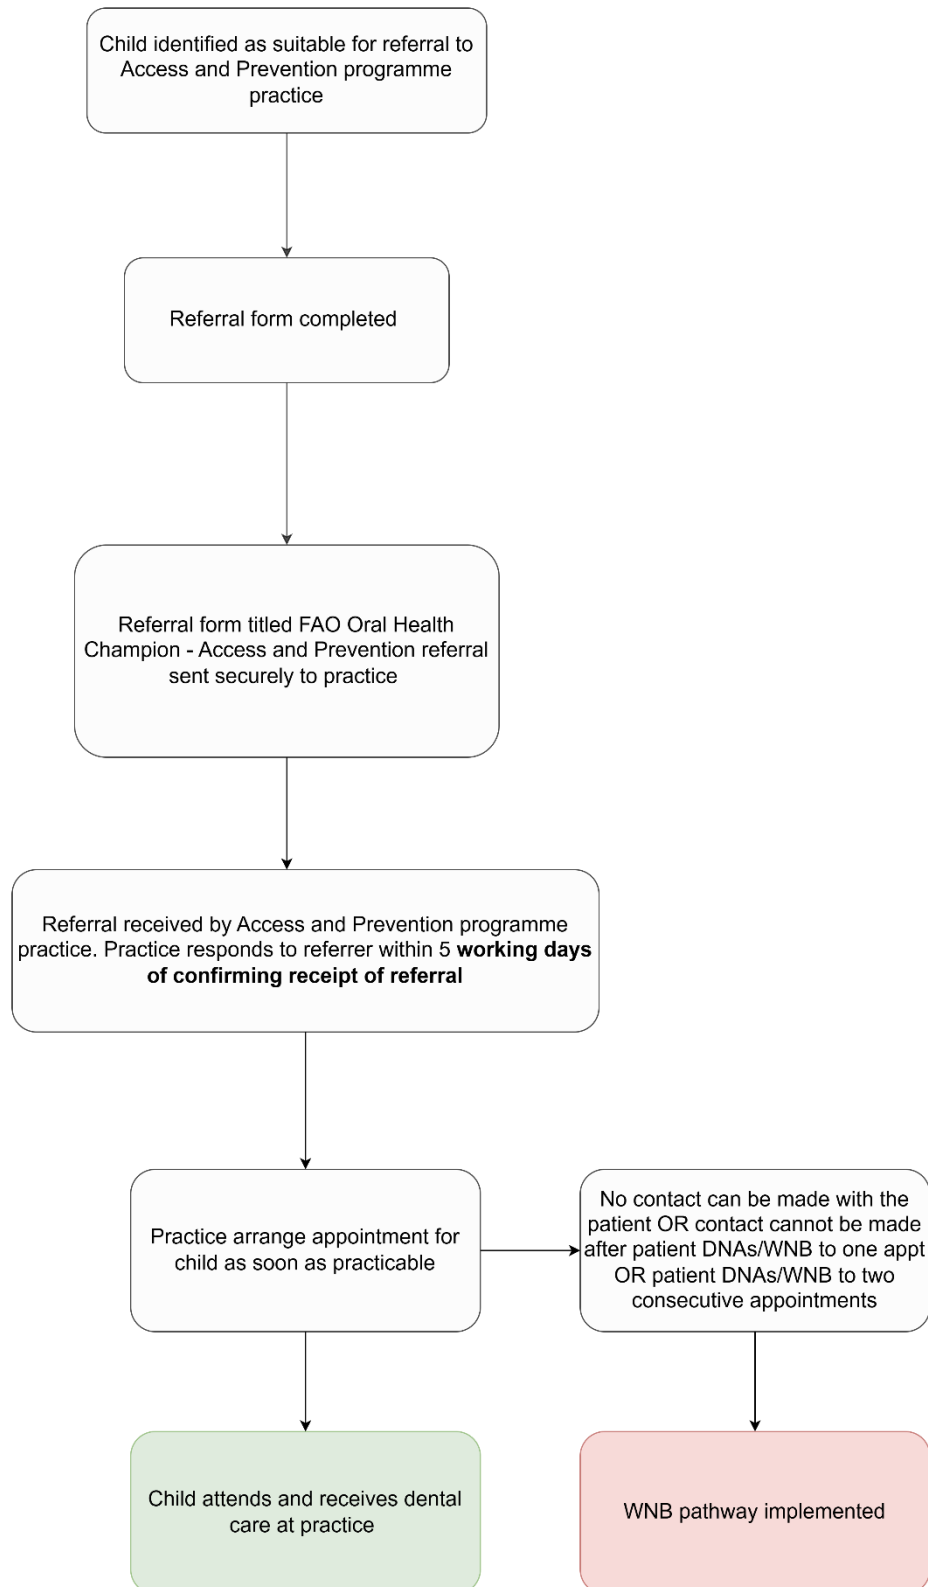 Child identified as suitable for referral to
Access and Prevention programme
practice
Referral form completed
Referral form titled FAO Oral Health
Champion - Access and Prevention referral
sent securely to practice
Referral received by Access and Prevention programme
practice. Practice responds to referrer within 5 working days
of confirming receipt of referral
Practice arrange appointment for
child as soon as practicable
No contact can be made with the
patient OR contact cannot be made
after patient DNAs/WNB to one appt
OR patient DNAs/WNB to two
consecutive appointments
Child attends and receives dental
care at practice
WNB pathway implemented